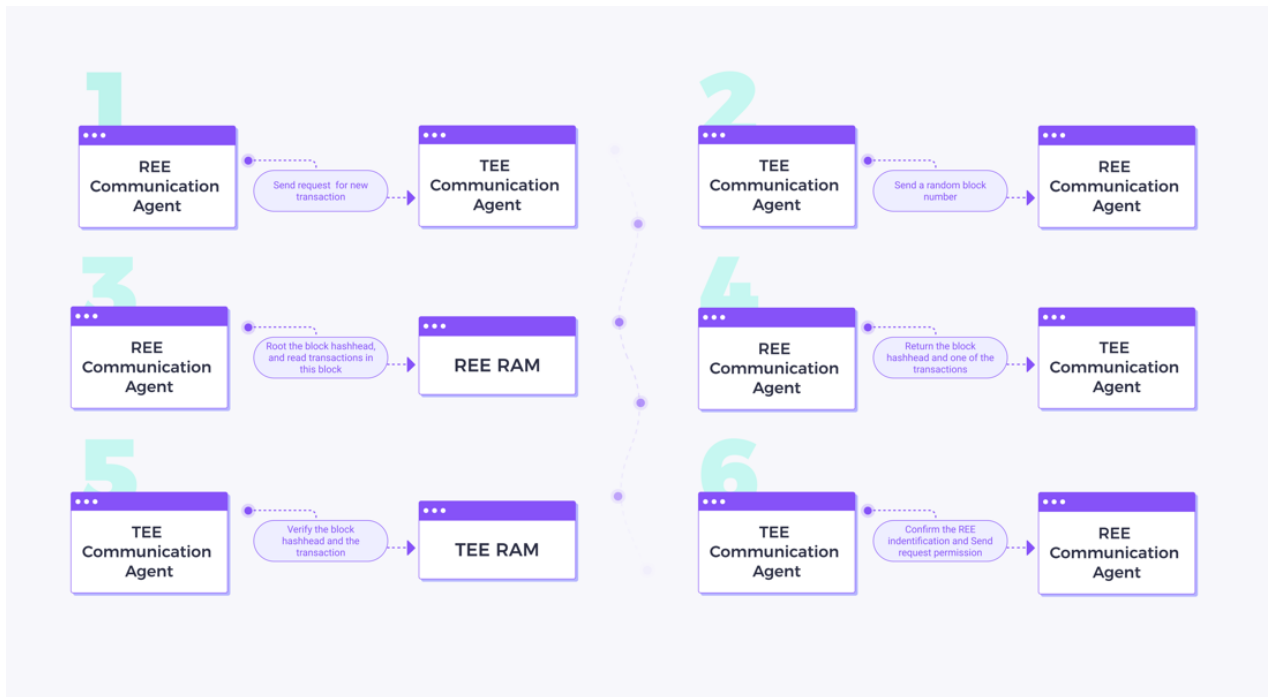 1
REE
Communication
Agent
Send request for new
transaction
TEE
Communication
Agent
2
TEE
Communication
Agent
Send a random block
number
REE
Communication
Agent
3
REE
Communication
Agent
Root the block hashhead,
and read transactions in
this block
REE RAM
4
REE
Communication
Agent
Return the block
hashhead and one of the
transactions
TEE
Communication
Agent
5
TEE
Communication
Agent
Verify the block
hashhead and the
transaction
TEE RAM
6
TEE
Communication
Agent
Confirm the REE
indentification and Send
request permission
REE
Communication
Agent